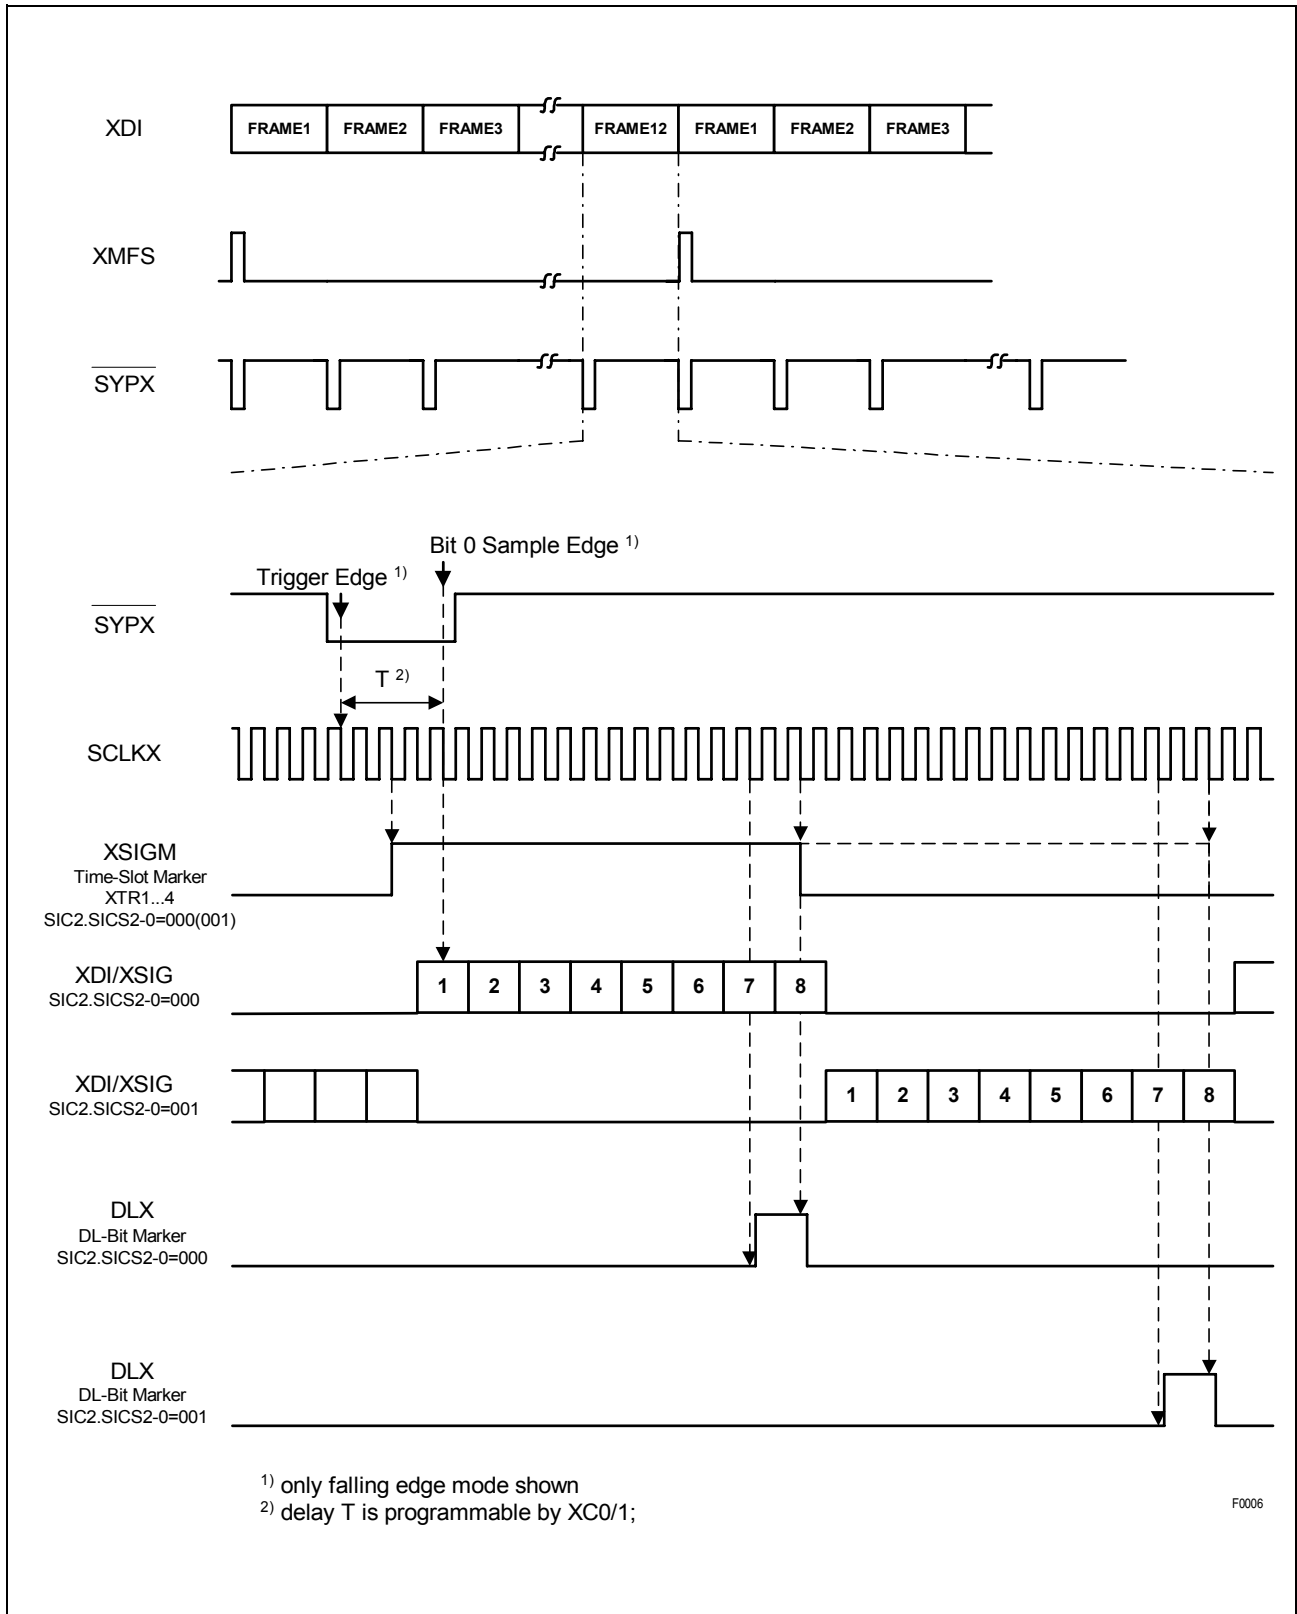 XDI
FRAME1 FRAME2 FRAME3 FRAME12 FRAME1 FRAME2 FRAME3
XMFS
SYPX
Bit 0 Sample Edge 1)
Trigger Edge 1)
SYPX
T 2)
SCLKX
XSIGM
Time-Slot Marker
XTR1...4
SIC2.SICS2-0=000(001)
XDI/XSIG
SIC2.SICS2-0=000
1 2 3 4 5 6 7 8
XDI/XSIG
SIC2.SICS2-0=001
1 2 3 4 5 6 7 8
DLX
DL-Bit Marker
SIC2.SICS2-0=000
DLX
DL-Bit Marker
SIC2.SICS2-0=001
1) only falling edge mode shown
2) delay T is programmable by XC0/1;
F0006